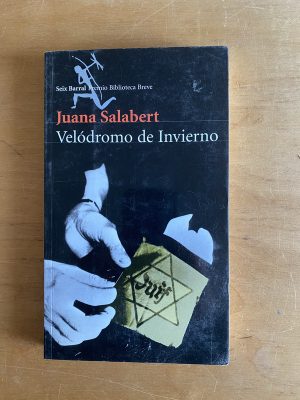 Seix Barral Premio Biblioteca Breve
Juana Salabert
Velódromo de Invierno
Juif